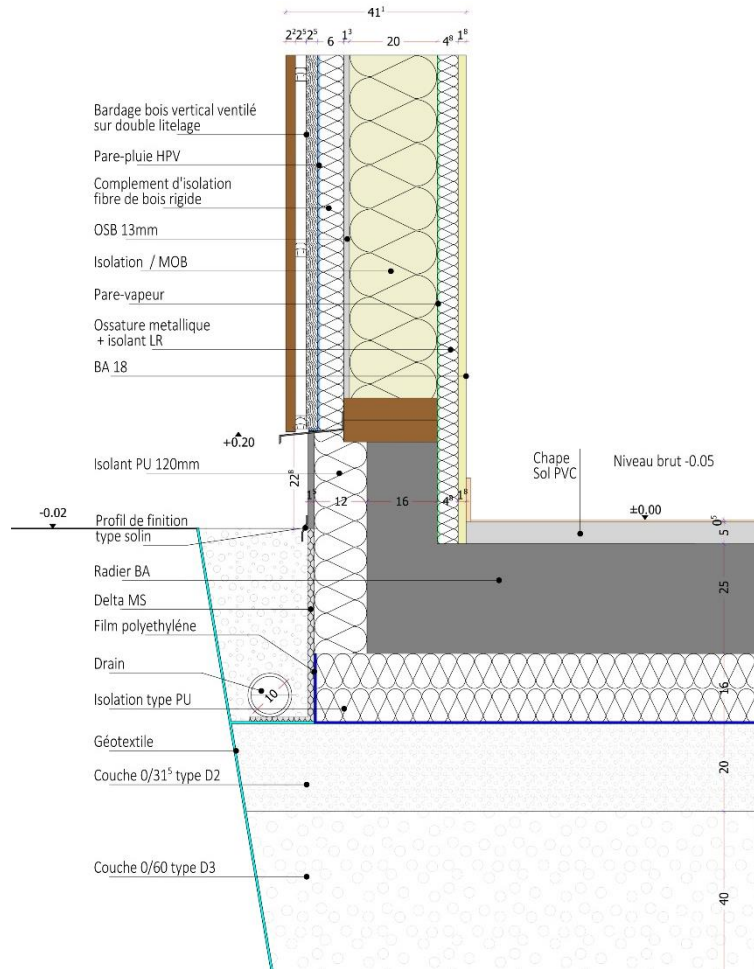 41¹
2² 2⁵ 2⁵ 6 1³ 20 4⁸ 1⁸
Bardage bois vertical ventilé
sur double litelage
Pare-pluie HPV
Complement d'isolation
fibre de bois rigide
OSB 13mm
Isolation / MOB
Pare-vapeur
Ossature metallique
+ isolant LR
BA 18
+0.20
Isolant PU 120mm
22⁸
Chape
Sol PVC
Niveau brut -0.05
1⁵ 12 16 4⁸ 1⁸
-0.02
±0.00
Profil de finition
type solin
5 0⁵
Radier BA
25
Delta MS
Film polyethyléne
Drain
10
16
Isolation type PU
Géotextile
Couche 0/31⁵ type D2
20
Couche 0/60 type D3
40